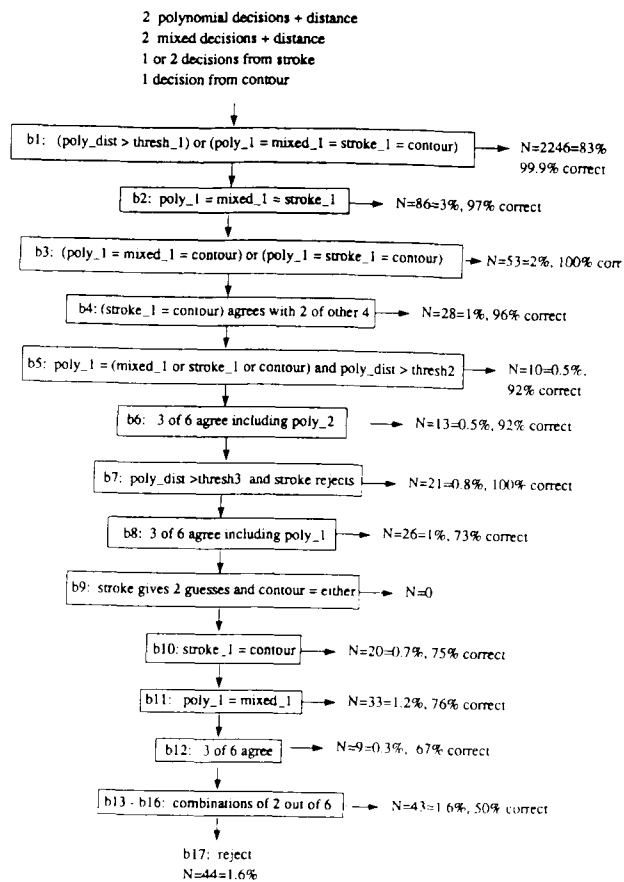 2 polynomial decisions + distance
2 mixed decisions + distance
1 or 2 decisions from stroke
1 decision from contour
b1: (poly_dist > thresh_1) or (poly_1 = mixed_1 = stroke_1 = contour)
N=2246=83%
99.9% correct
b2: poly_1 = mixed_1 = stroke_1
N=86=3%, 97% correct
b3: (poly_1 = mixed_1 = contour) or (poly_1 = stroke_1 = contour)
N=53=2%, 100% corr
b4: (stroke_1 = contour) agrees with 2 of other 4
N=28=1%, 96% correct
b5: poly_1 = (mixed_1 or stroke_1 or contour) and poly_dist > thresh2
N=10=0.5%,
92% correct
b6: 3 of 6 agree including poly_2
N=13=0.5%, 92% correct
b7: poly_dist >thresh3 and stroke rejects
N=21=0.8%, 100% correct
b8: 3 of 6 agree including poly_1
N=26=1%, 73% correct
b9: stroke gives 2 guesses and contour = either
N=0
b10: stroke_1 = contour
N=20=0.7%, 75% correct
b11: poly_1 = mixed_1
N=33=1.2%, 76% correct
b12: 3 of 6 agree
N=9=0.3%, 67% correct
b13 - b16: combinations of 2 out of 6
N=43=1.6%, 50% correct
b17: reject
N=44=1.6%